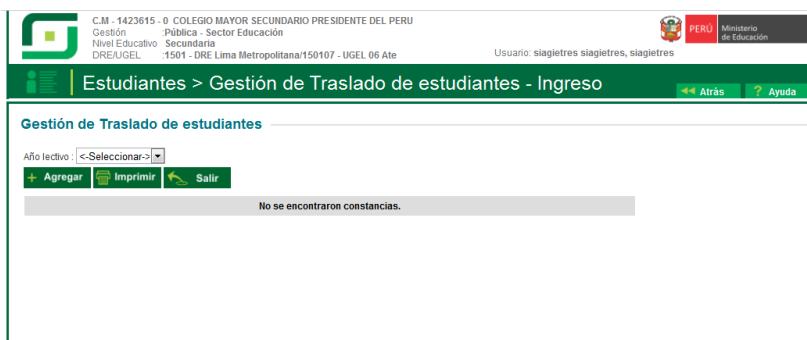 C.M - 1423615 - 0 COLEGIO MAYOR SECUNDARIO PRESIDENTE DEL PERU
Gestión :Pública - Sector Educación
Nivel Educativo Secundaria
DRE/UGEL :1501 - DRE Lima Metropolitana/150107 - UGEL 06 Ate
Usuario: siagietres siagietres, siagietres
PERÚ Ministerio
de Educación
Estudiantes > Gestión de Traslado de estudiantes - Ingreso
Atrás ? Ayuda
Gestión de Traslado de estudiantes
Año lectivo : <-Seleccionar->
+ Agregar Imprimir Salir
No se encontraron constancias.